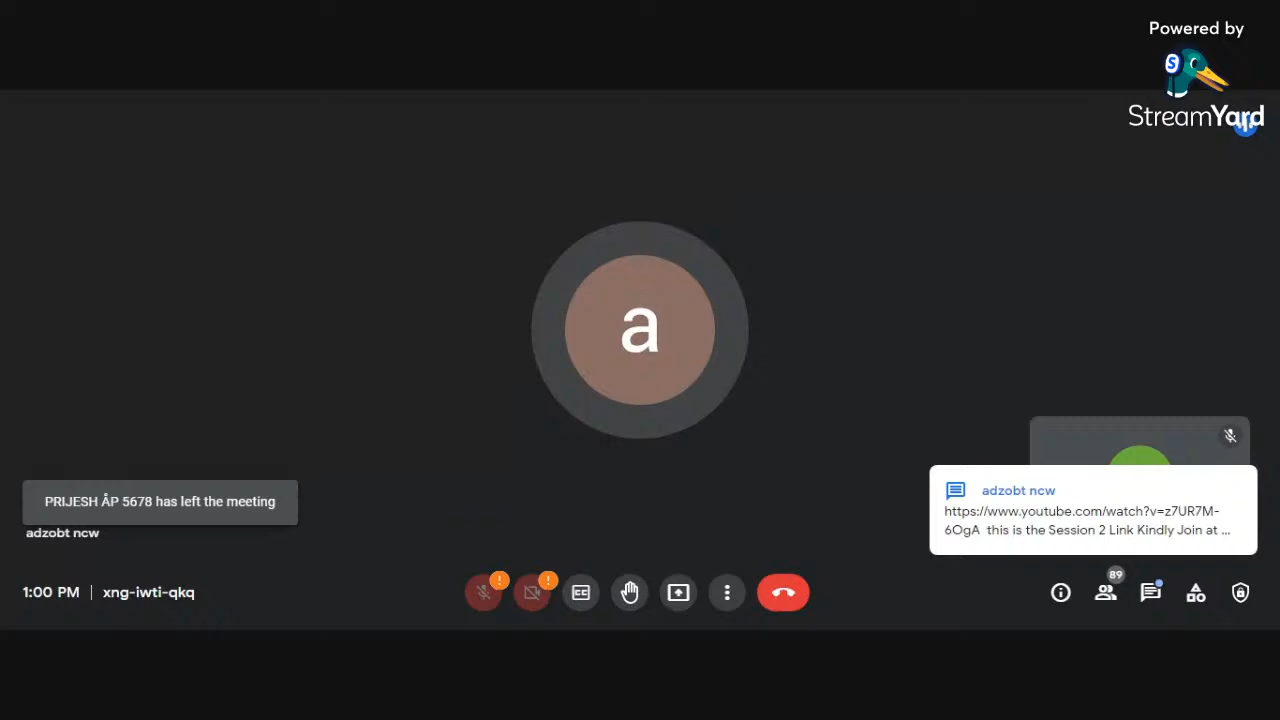 Powered by
StreamYard
a
PRIJESH ÅP 5678 has left the meeting
adzobt ncw
adzobt ncw
https://www.youtube.com/watch?v=z7UR7M-
6OgA this is the Session 2 Link Kindly Join at ...
1:00 PM | xng-iwti-qkq
89